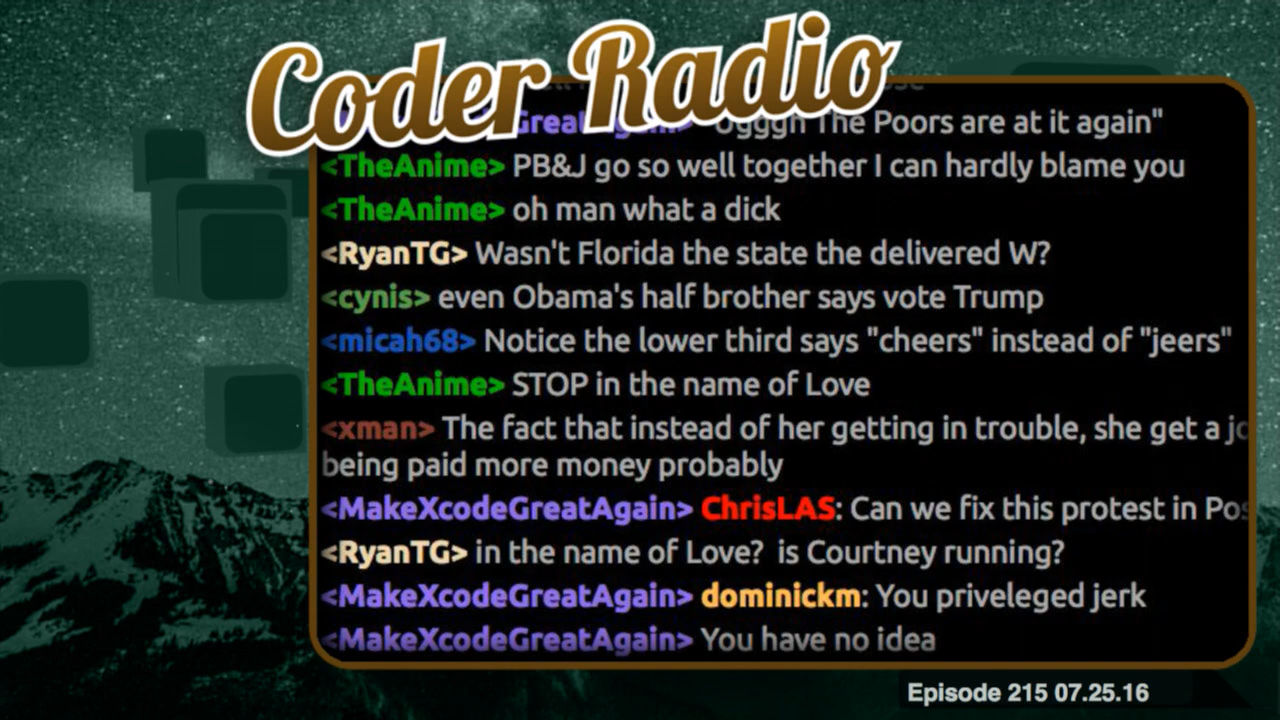 Coder Radio
Great Again> "ogggh The Poors are at it again"
<TheAnime> PB&J go so well together I can hardly blame you
<TheAnime> oh man what a dick
<RyanTG> Wasn't Florida the state the delivered W?
<cynis> even Obama's half brother says vote Trump
<micah68> Notice the lower third says "cheers" instead of "jeers"
<TheAnime> STOP in the name of Love
<xman> The fact that instead of her getting in trouble, she get a
being paid more money probably
<MakeXcodeGreatAgain> ChrisLAS: Can we fix this protest in
<RyanTG> in the name of Love?  is Courtney running?
<MakeXcodeGreatAgain> dominickm: You priveleged jerk
<MakeXcodeGreatAgain> You have no idea
Episode 215 07.25.16